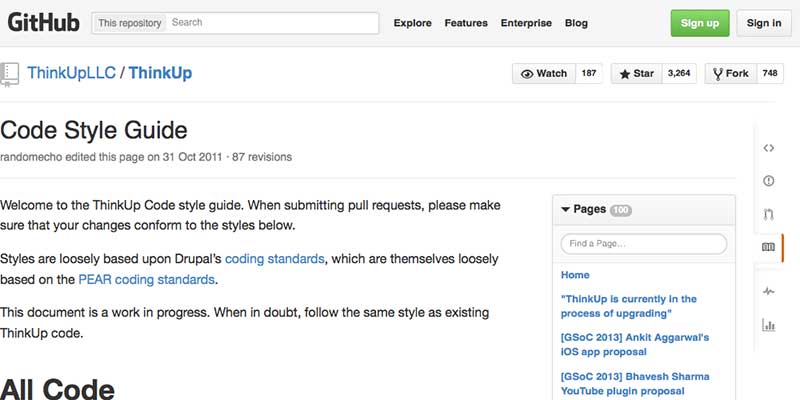 GitHub This repository Search Explore Features Enterprise Blog Sign up Sign in
ThinkUpLLC / ThinkUp Watch 187 Star 3,264 Fork 748
Code Style Guide
randomecho edited this page on 31 Oct 2011 · 87 revisions
Welcome to the ThinkUp Code style guide. When submitting pull requests, please make
sure that your changes conform to the styles below.
Styles are loosely based upon Drupal's coding standards, which are themselves loosely
based on the PEAR coding standards.
This document is a work in progress. When in doubt, follow the same style as existing
ThinkUp code.
All Code
Pages 100
Find a Page...
Home
"ThinkUp is currently in the
process of upgrading"
[GSoC 2013] Ankit Aggarwal's
iOS app proposal
[GSoC 2013] Bhavesh Sharma
YouTube plugin proposal